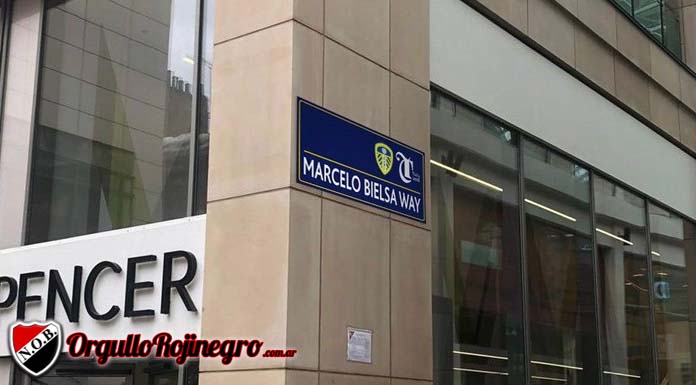 MARCELO BIELSA WAY
PENCER
N.O.B.
OrgulloRojinegro.com.ar